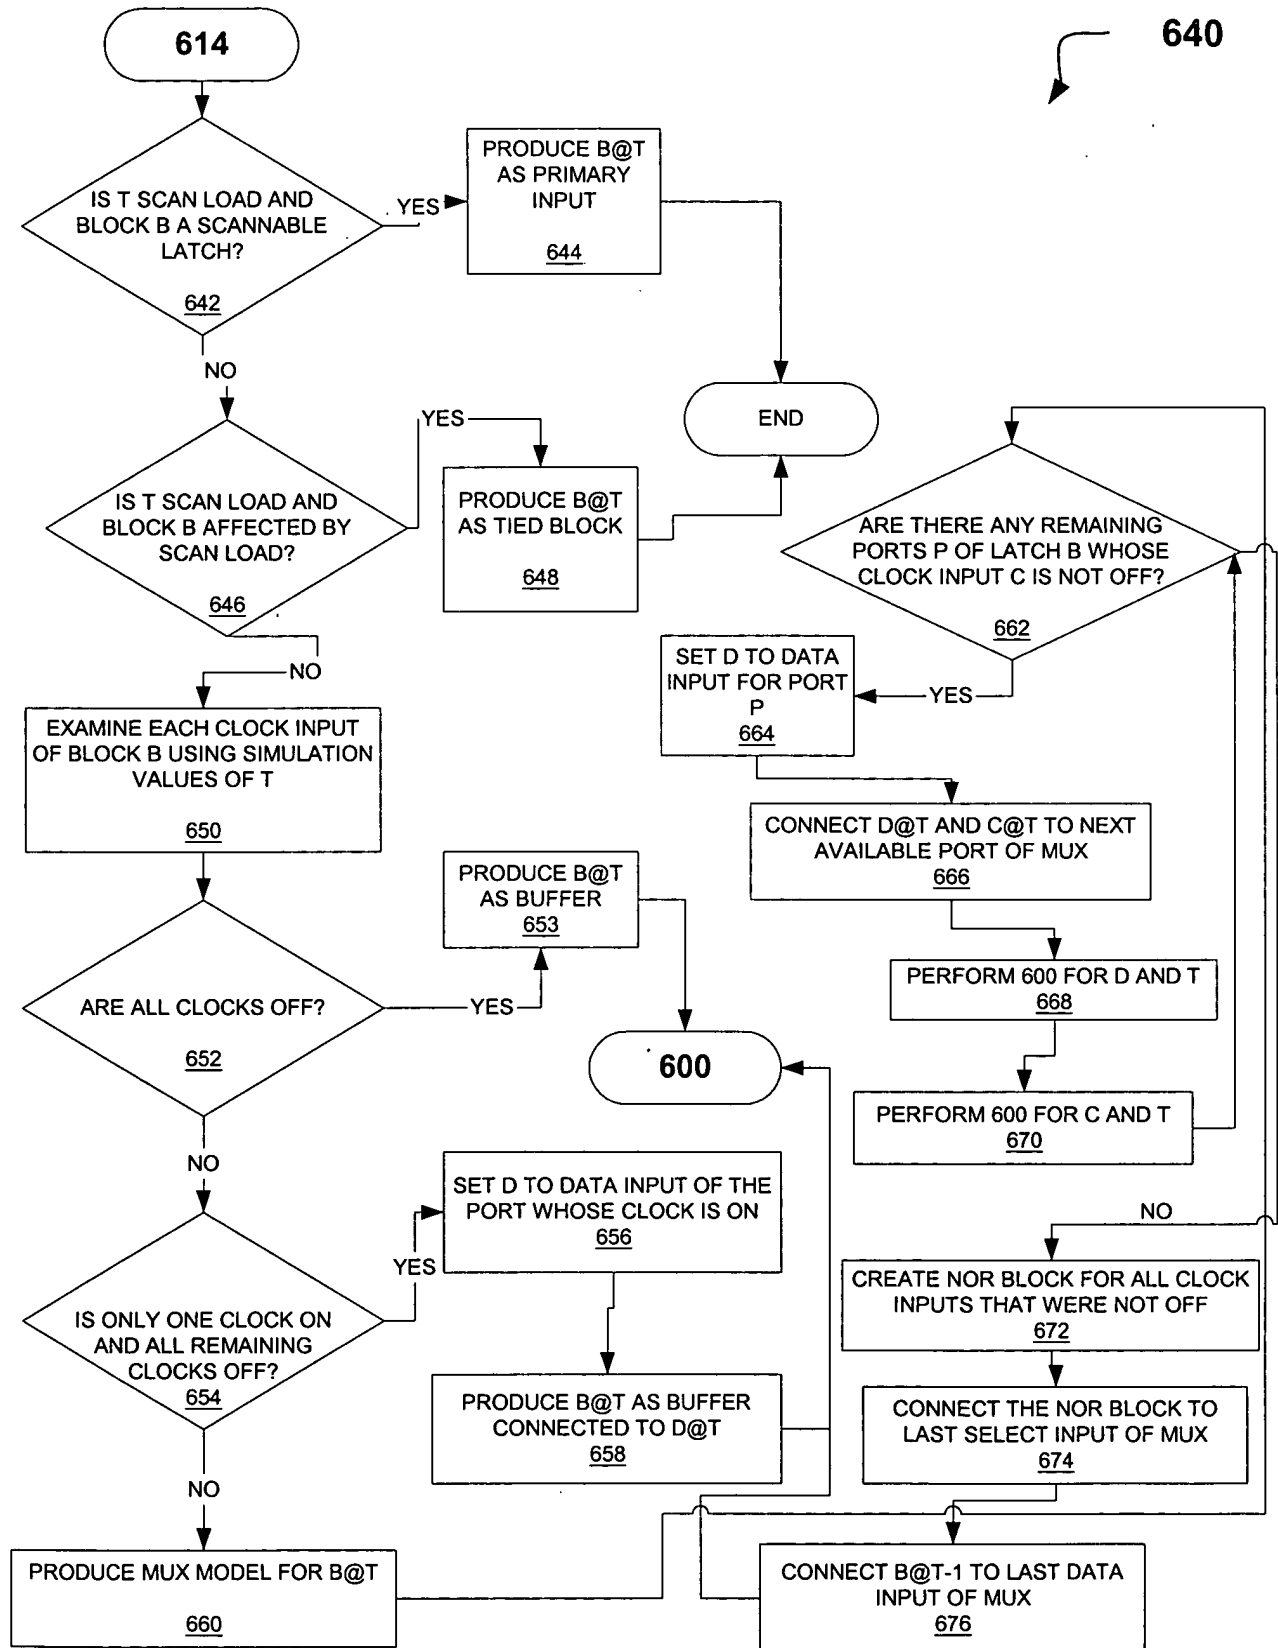 614
640
IS T SCAN LOAD AND
BLOCK B A SCANNABLE
LATCH?
642
YES
PRODUCE B@T
AS PRIMARY
INPUT
644
NO
END
IS T SCAN LOAD AND
BLOCK B AFFECTED BY
SCAN LOAD?
646
YES
PRODUCE B@T
AS TIED BLOCK
648
NO
ARE THERE ANY REMAINING
PORTS P OF LATCH B WHOSE
CLOCK INPUT C IS NOT OFF?
662
YES
SET D TO DATA
INPUT FOR PORT
P
664
EXAMINE EACH CLOCK INPUT
OF BLOCK B USING SIMULATION
VALUES OF T
650
CONNECT D@T AND C@T TO NEXT
AVAILABLE PORT OF MUX
666
PRODUCE B@T
AS BUFFER
653
ARE ALL CLOCKS OFF?
652
YES
PERFORM 600 FOR D AND T
668
600
PERFORM 600 FOR C AND T
670
NO
SET D TO DATA INPUT OF THE
PORT WHOSE CLOCK IS ON
656
NO
YES
IS ONLY ONE CLOCK ON
AND ALL REMAINING
CLOCKS OFF?
654
CREATE NOR BLOCK FOR ALL CLOCK
INPUTS THAT WERE NOT OFF
672
PRODUCE B@T AS BUFFER
CONNECTED TO D@T
658
CONNECT THE NOR BLOCK TO
LAST SELECT INPUT OF MUX
674
NO
PRODUCE MUX MODEL FOR B@T
660
CONNECT B@T-1 TO LAST DATA
INPUT OF MUX
676